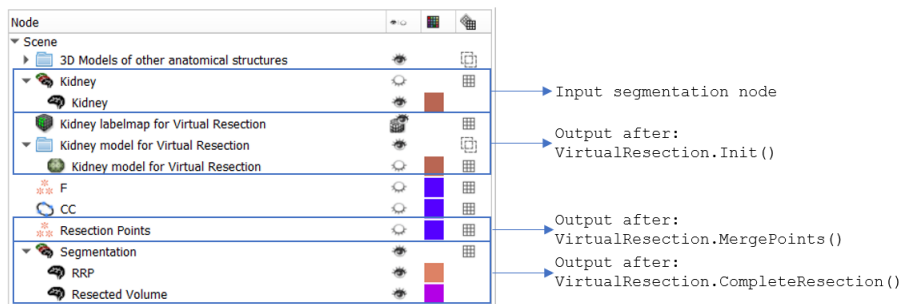 Node
Scene
3D Models of other anatomical structures
Kidney
Kidney
Kidney labelmap for Virtual Resection
Kidney model for Virtual Resection
Kidney model for Virtual Resection
F
CC
Resection Points
Segmentation
RRP
Resected Volume
Input segmentation node
Output after:
VirtualResection.Init()
Output after:
VirtualResection.MergePoints()
Output after:
VirtualResection.CompleteResection()